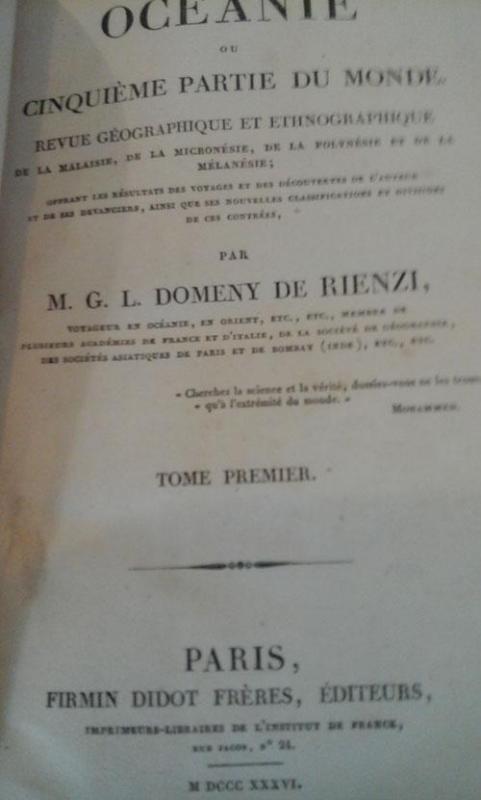 OCÉANIE
OU
CINQUIÈME PARTIE DU MONDE,
REVUE GÉOGRAPHIQUE ET ETHNOGRAPHIQUE
DE LA MALAISIE, DE LA MICRONÉSIE, DE LA POLYNÉSIE ET DE LA
MÉLANÉSIE;
OFFRANT LES RÉSULTATS DES VOYAGES ET DES DÉCOUVERTES DE L'AUTEUR
ET DE SES DEVANCIERS, AINSI QUE SES NOUVELLES CLASSIFICATIONS ET DIVISIONS
DE CES CONTRÉES,
PAR
M. G. L. DOMENY DE RIENZI,
VOYAGEUR EN OCÉANIE, EN ORIENT, ETC., ETC., MEMBRE DE
PLUSIEURS ACADÉMIES DE FRANCE ET D'ITALIE, DE LA SOCIÉTÉ DE GÉOGRAPHIE,
DES SOCIÉTÉS ASIATIQUES DE PARIS ET DE BOMBAY (INDE), ETC., ETC.
« Cherchez la science et la vérité, dussiez-vous ne les trouv
« qu'à l'extrémité du monde. »
MOHAMMED.
TOME PREMIER.
PARIS,
FIRMIN DIDOT FRÈRES, ÉDITEURS,
IMPRIMEURS-LIBRAIRES DE L'INSTITUT DE FRANCE,
RUE JACOB, N° 24.
M DCCC XXXVI.